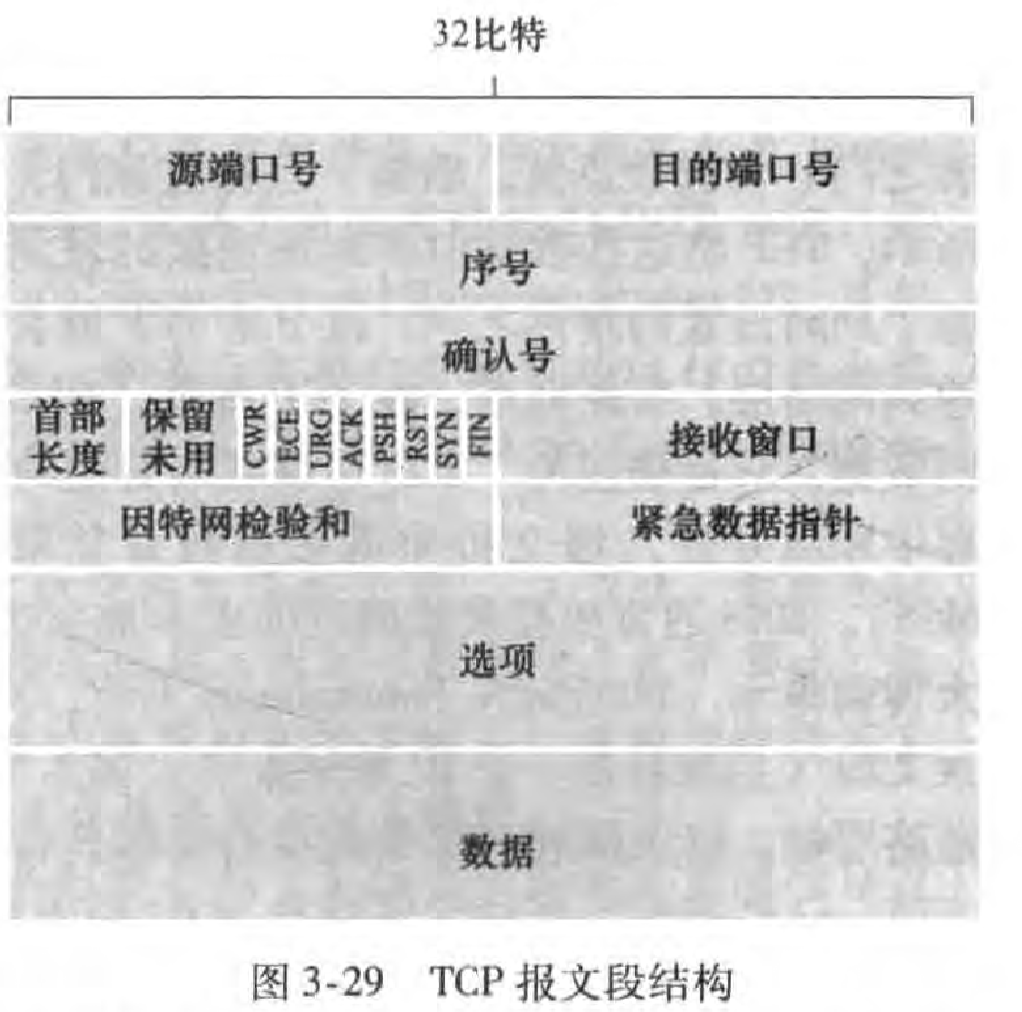 32比特
源端口号 目的端口号
序号
确认号
首部长度 保留未用 CWR ECE URG ACK PSH RST SYN FIN 接收窗口
因特网检验和 紧急数据指针
选项
数据
图 3-29 TCP 报文段结构